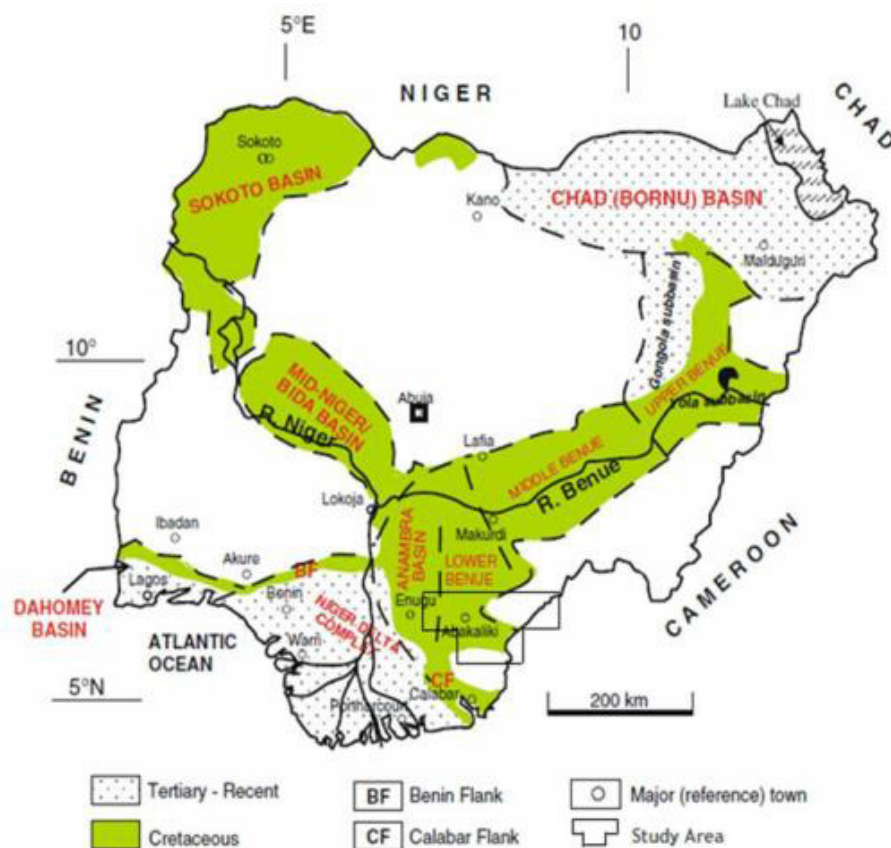 5°E
10
NIGER
CHAD
Lake Chad
Sokoto
SOKOTO BASIN
Kano
CHAD (BORNU) BASIN
Maiduguri
Gongola subbasin
10°
MID-NIGER/
BIDA BASIN
R. Niger
Abuja
UPPER BENUE
Yola subbasin
BENIN
Lafia
MIDDLE BENUE
R. Benue
Lokoja
Makurdi
Ibadan
Akure
BF
ANAMBRA
BASIN
LOWER
BENUE
CAMEROON
Lagos
Benin
Enugu
Abakaliki
DAHOMEY
BASIN
NIGER DELTA
COMPLEX
ATLANTIC
OCEAN
Warri
5°N
CF
Calabar
Portharcourt
200 km
Tertiary - Recent
BF Benin Flank
Major (reference) town
Cretaceous
CF Calabar Flank
Study Area